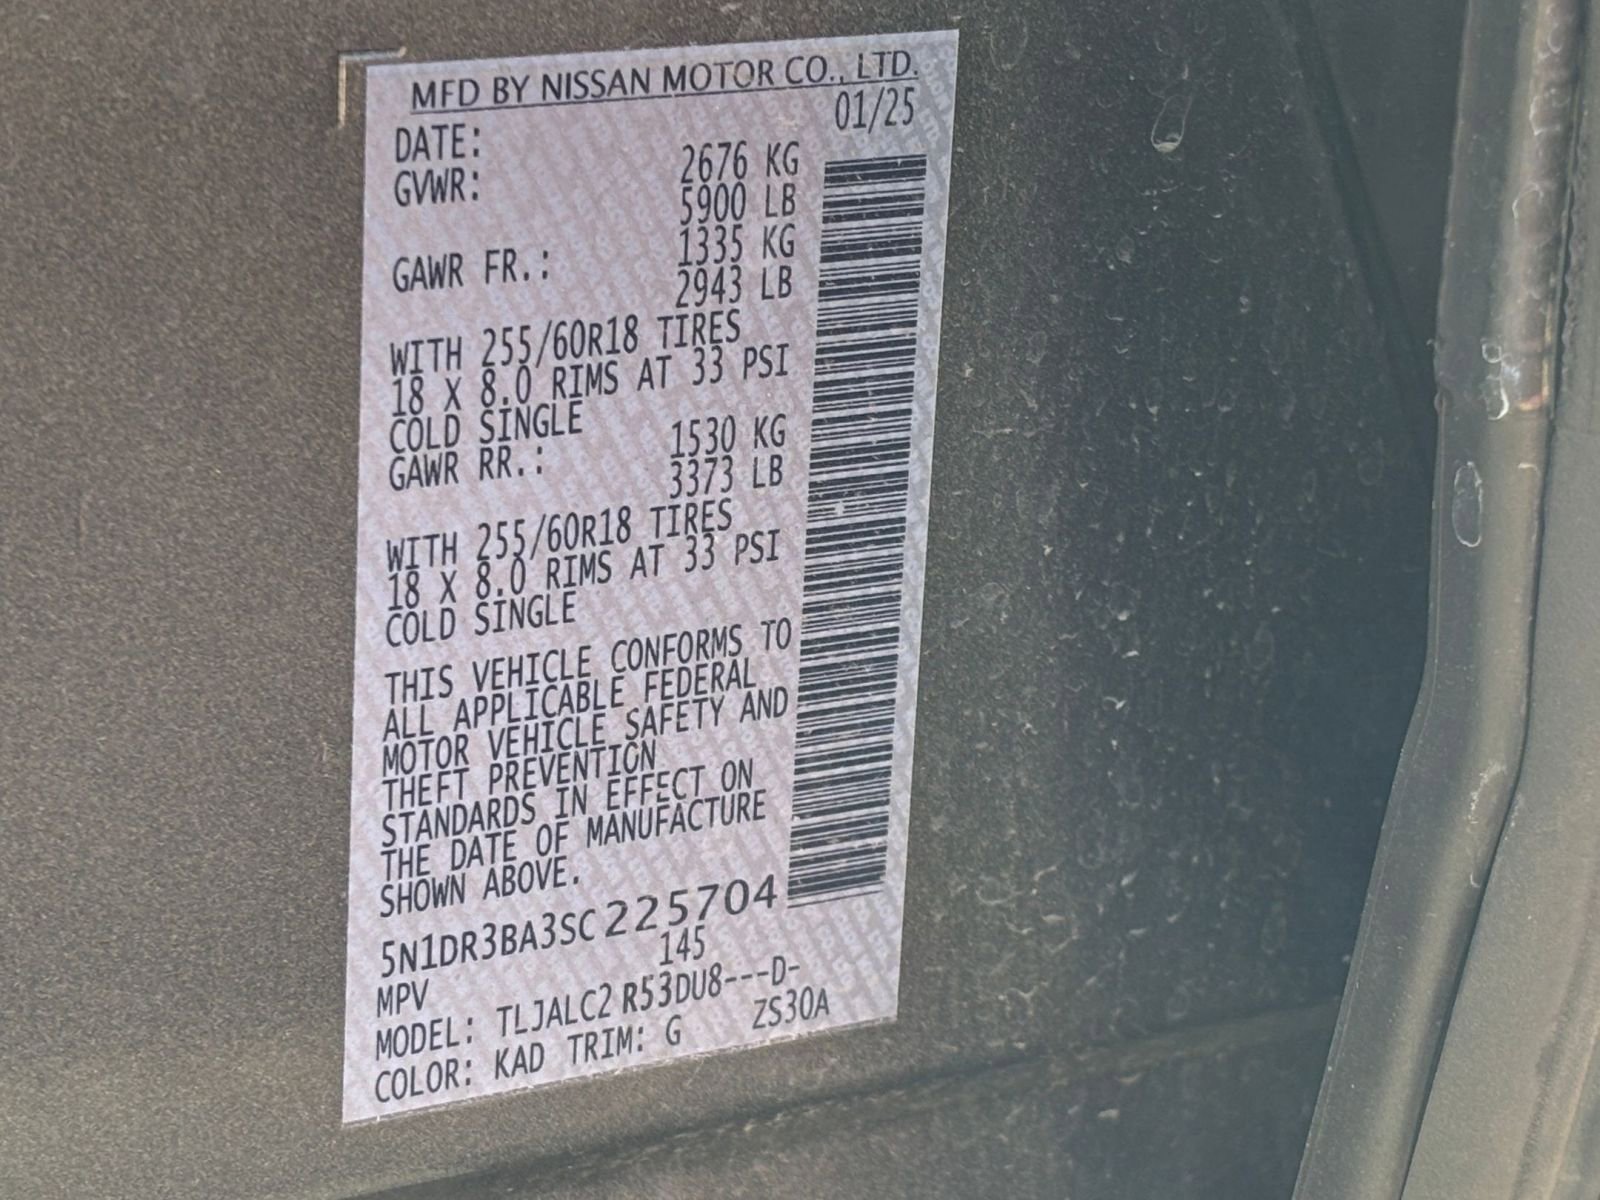 MFD BY NISSAN MOTOR CO., LTD.
DATE: 01/25
GVWR: 2676 KG
5900 LB
GAWR FR.: 1335 KG
2943 LB
WITH 255/60R18 TIRES
18 X 8.0 RIMS AT 33 PSI
COLD SINGLE
GAWR RR.: 1530 KG
3373 LB
WITH 255/60R18 TIRES
18 X 8.0 RIMS AT 33 PSI
COLD SINGLE
THIS VEHICLE CONFORMS TO
ALL APPLICABLE FEDERAL
MOTOR VEHICLE SAFETY AND
THEFT PREVENTION
STANDARDS IN EFFECT ON
THE DATE OF MANUFACTURE
SHOWN ABOVE.
5N1DR3BA3SC225704
MPV 145
MODEL: TLJALC2 R53DU8---D-
COLOR: KAD TRIM: G ZS30A